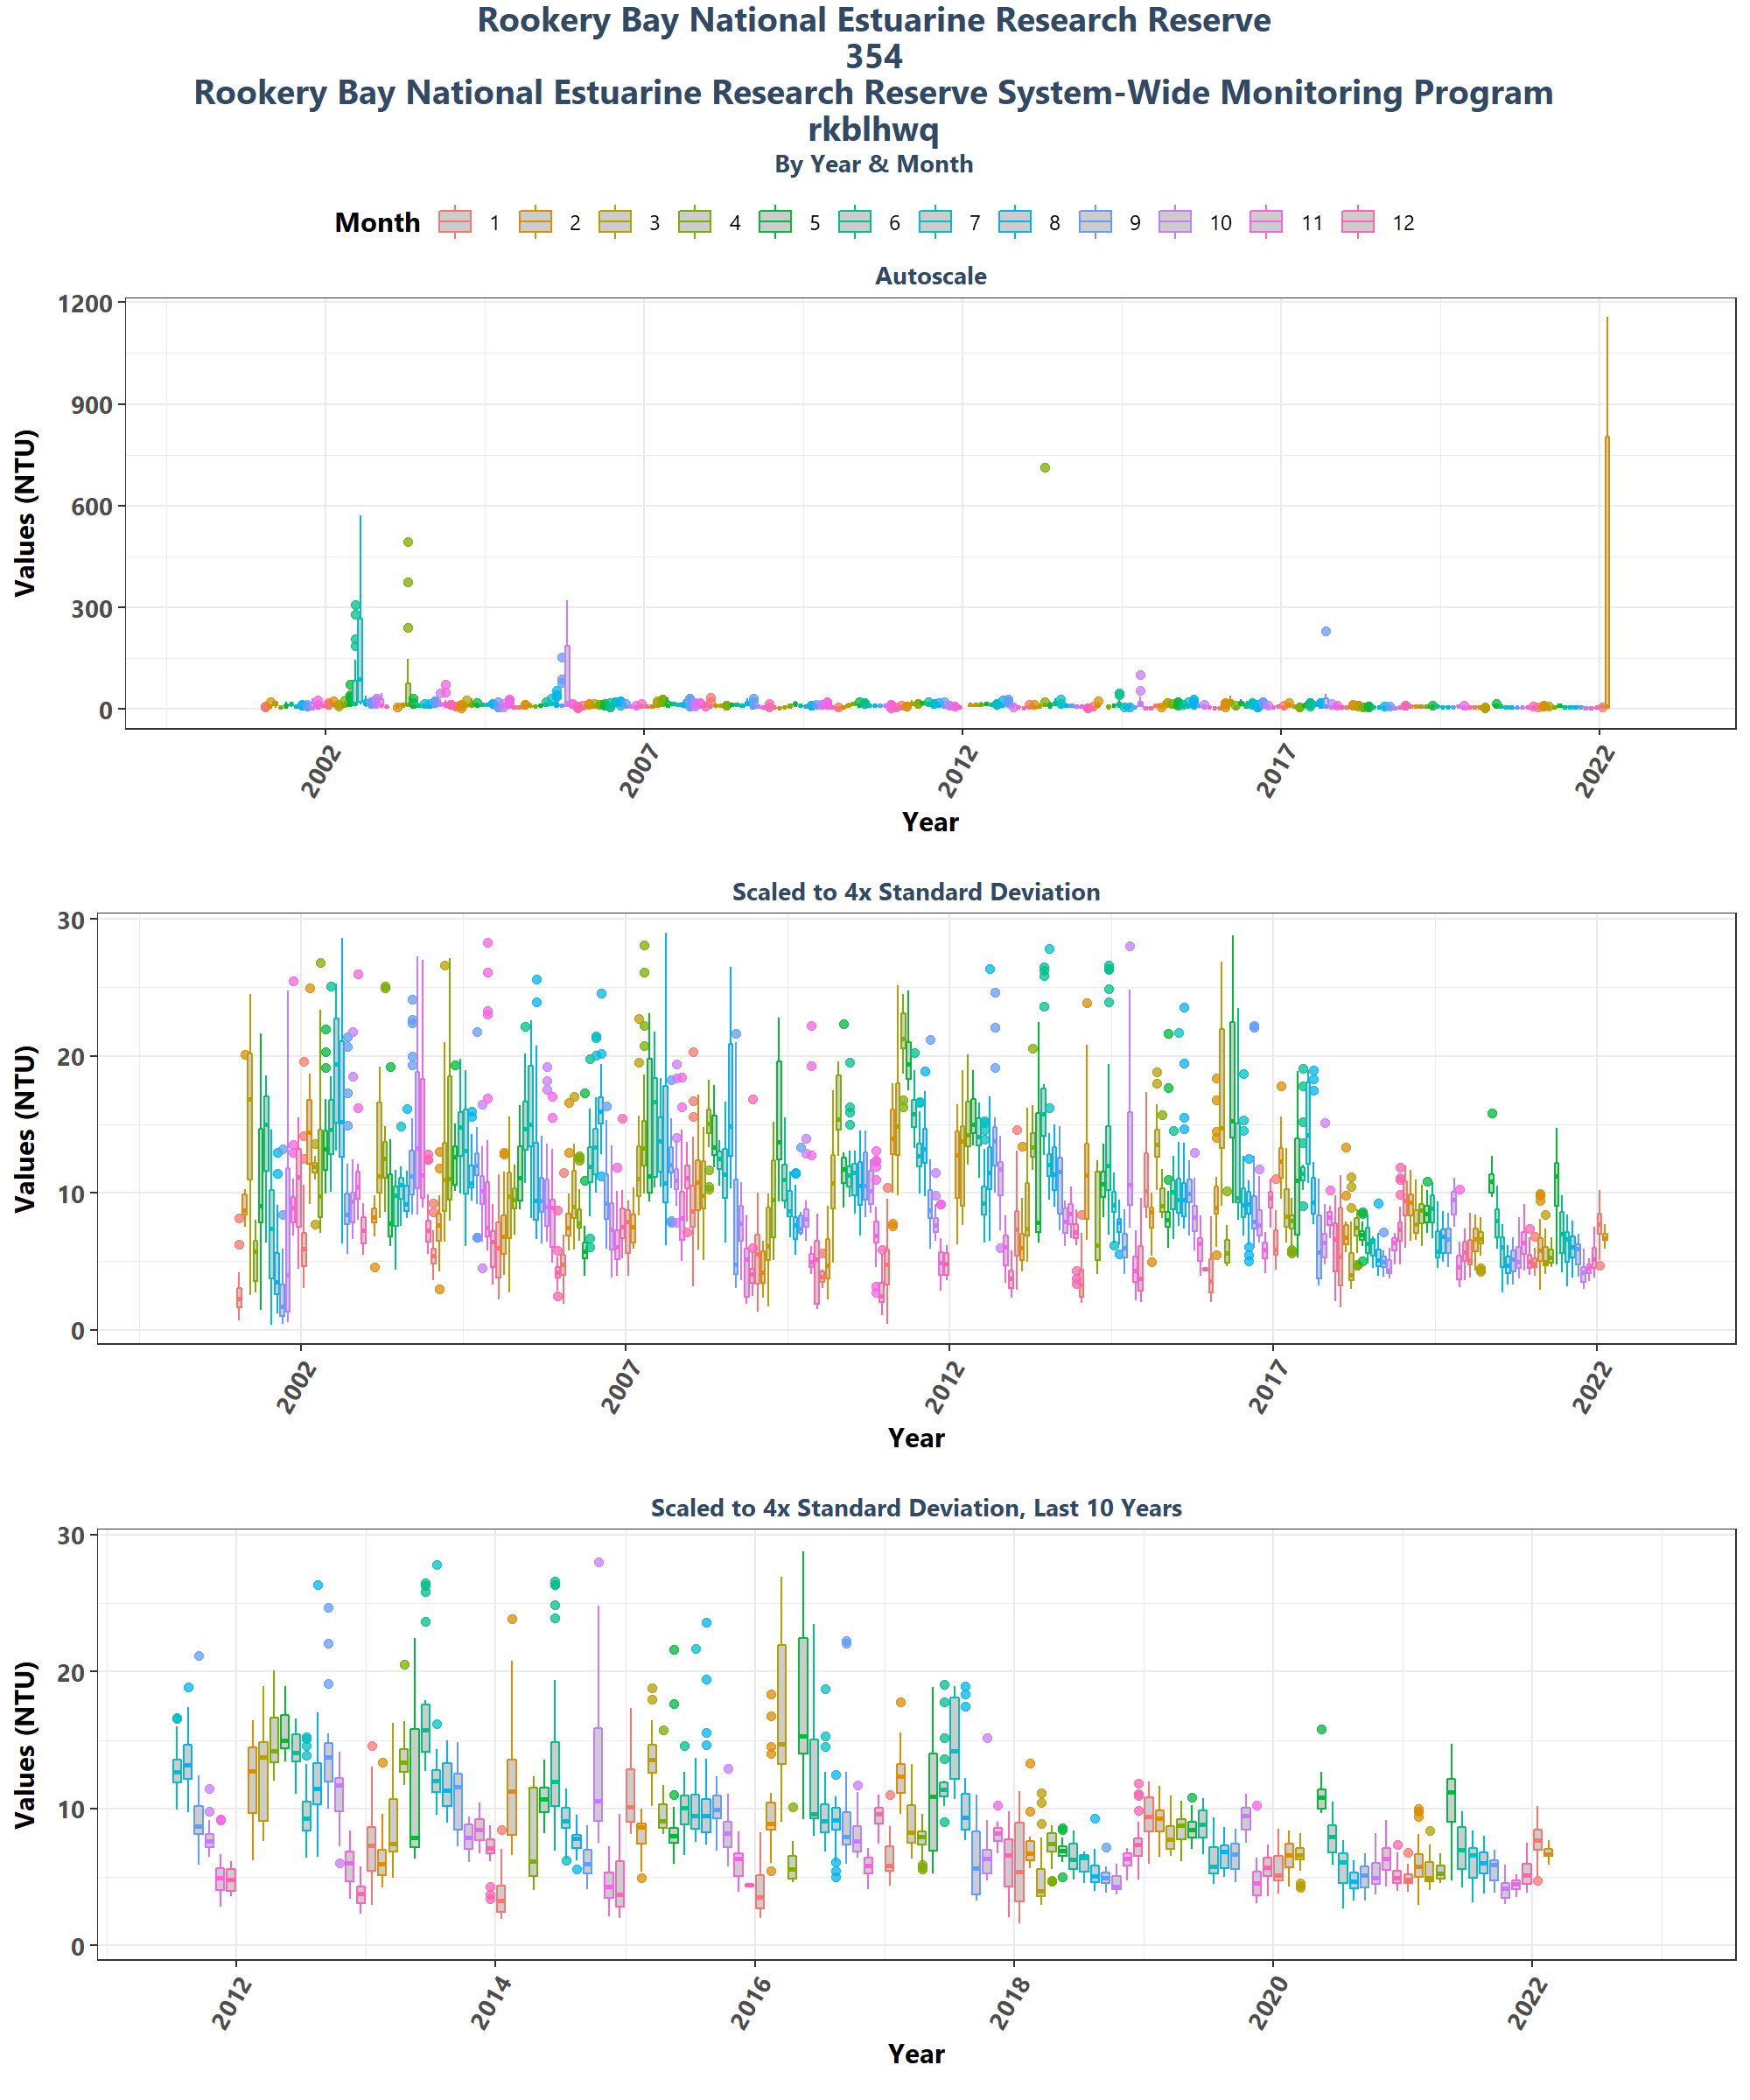 Rookery Bay National Estuarine Research Reserve
354
Rookery Bay National Estuarine Research Reserve System-Wide Monitoring Program
rkblhwq
By Year & Month
Month 1 2 3 4 5 6 7 8 9 10 11 12
Autoscale
Values (NTU)
1200
900
600
300
0
2002 2007 2012 2017 2022
Year
Scaled to 4x Standard Deviation
Values (NTU)
30
20
10
0
2002 2007 2012 2017 2022
Year
Scaled to 4x Standard Deviation, Last 10 Years
Values (NTU)
30
20
10
0
2012 2014 2016 2018 2020 2022
Year